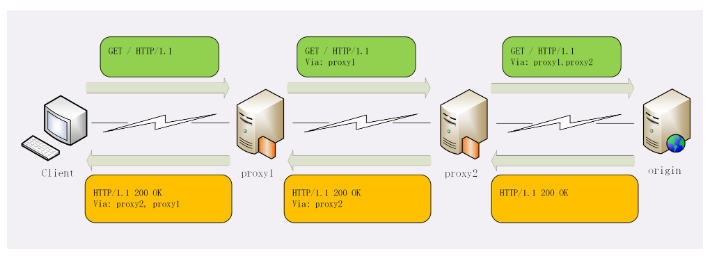 GET / HTTP/1.1
GET / HTTP/1.1
Via: proxy1
GET / HTTP/1.1
Via: proxy1,proxy2
Client
proxy1
proxy2
origin
HTTP/1.1 200 OK
Via: proxy2, proxy1
HTTP/1.1 200 OK
Via: proxy2
HTTP/1.1 200 OK